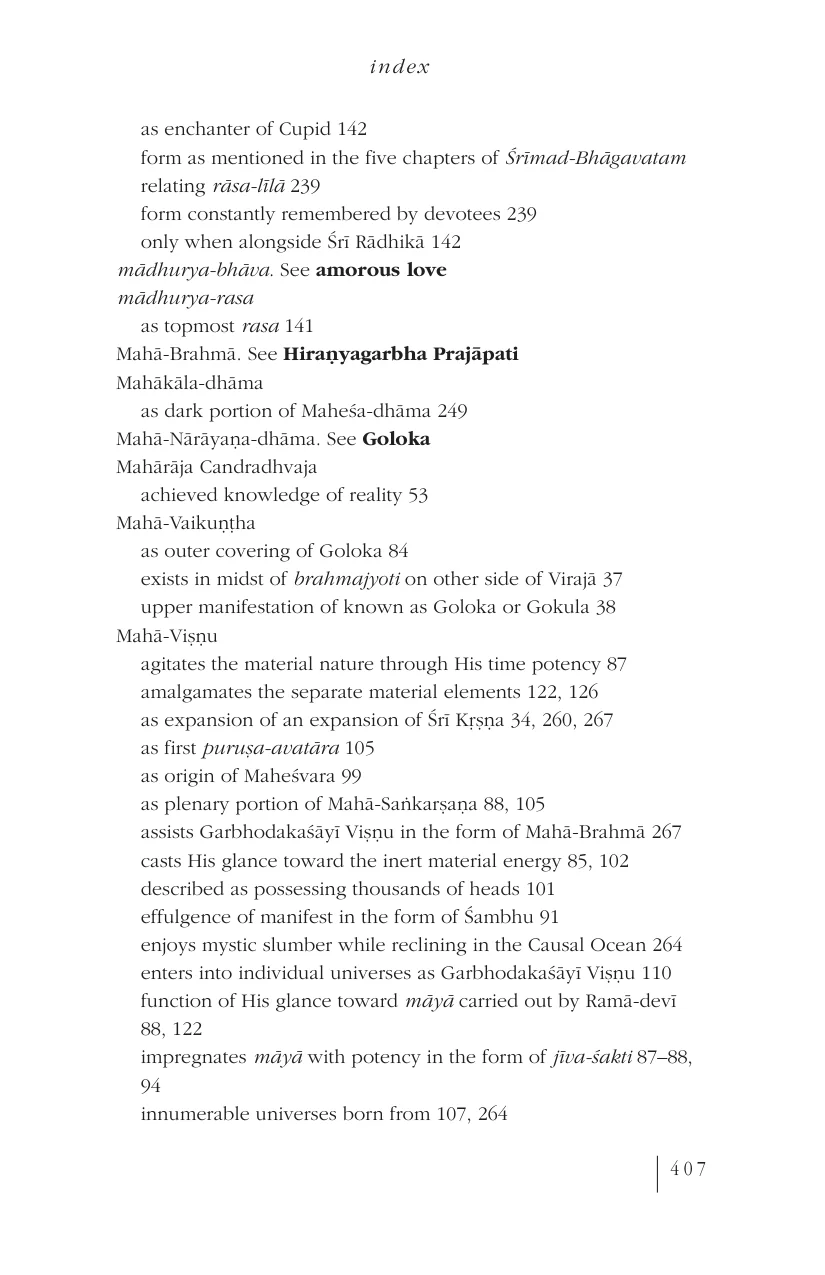 index
as enchanter of Cupid 142
form as mentioned in the five chapters of Śrīmad-Bhāgavatam
relating rāsa-līlā 239
form constantly remembered by devotees 239
only when alongside Śrī Rādhikā 142
mādhurya-bhāva. See amorous love
mādhurya-rasa
as topmost rasa 141
Mahā-Brahmā. See Hiraṇyagarbha Prajāpati
Mahākāla-dhāma
as dark portion of Maheśa-dhāma 249
Mahā-Nārāyaṇa-dhāma. See Goloka
Mahārāja Candradhvaja
achieved knowledge of reality 53
Mahā-Vaikuṇṭha
as outer covering of Goloka 84
exists in midst of brahmajyoti on other side of Virajā 37
upper manifestation of known as Goloka or Gokula 38
Mahā-Viṣṇu
agitates the material nature through His time potency 87
amalgamates the separate material elements 122, 126
as expansion of an expansion of Śrī Kṛṣṇa 34, 260, 267
as first puruṣa-avatāra 105
as origin of Maheśvara 99
as plenary portion of Mahā-Saṅkarṣaṇa 88, 105
assists Garbhodakaśāyī Viṣṇu in the form of Mahā-Brahmā 267
casts His glance toward the inert material energy 85, 102
described as possessing thousands of heads 101
effulgence of manifest in the form of Śambhu 91
enjoys mystic slumber while reclining in the Causal Ocean 264
enters into individual universes as Garbhodakaśāyī Viṣṇu 110
function of His glance toward māyā carried out by Ramā-devī
88, 122
impregnates māyā with potency in the form of jīva-śakti 87–88,
94
innumerable universes born from 107, 264
407